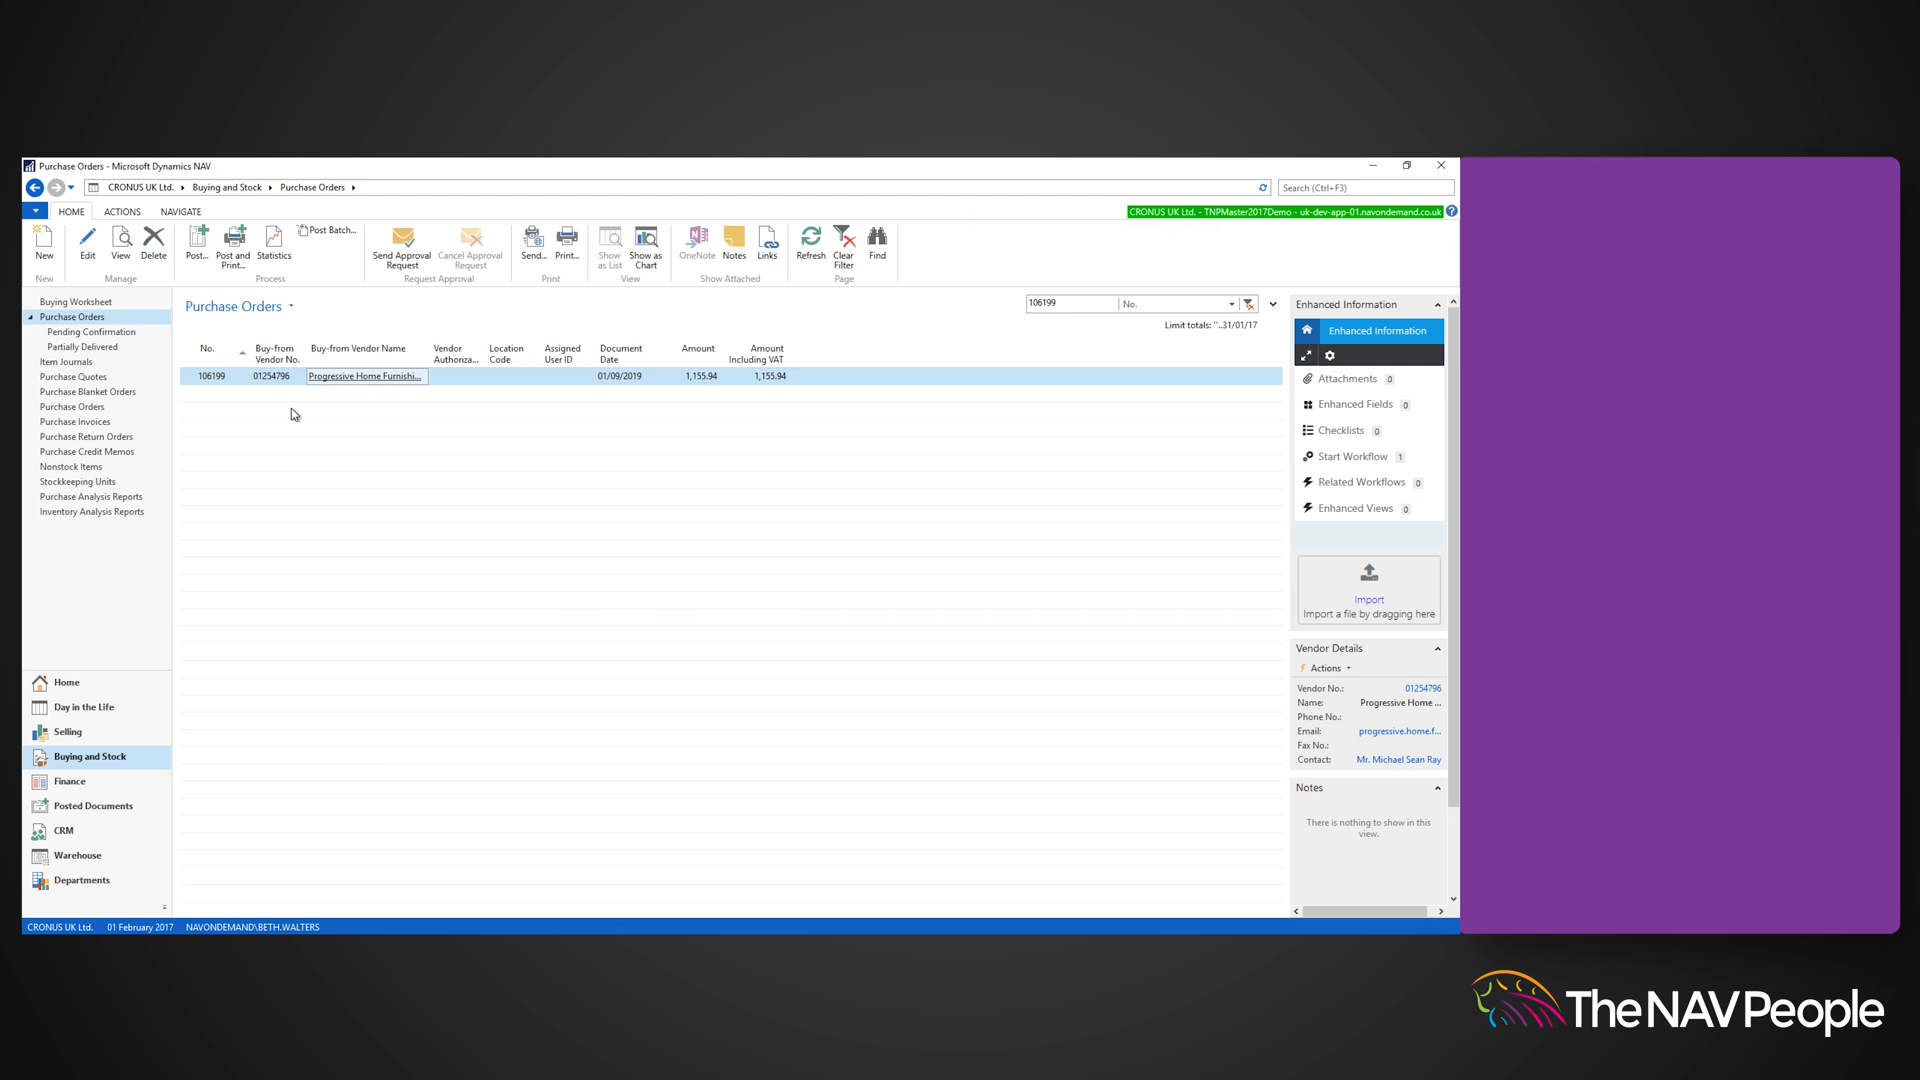 Purchase Orders - Microsoft Dynamics NAV
CRONUS UK Ltd. Buying and Stock Purchase Orders
Search (Ctrl+F3)
HOME ACTIONS NAVIGATE
CRONUS UK Ltd. - TNPMaster2017Demo - uk-dev-app-01.navondemand.co.uk
New Edit View Delete Post... Post and Print... Statistics Post Batch... Send Approval Request Cancel Approval Request Send... Print... Show as List Show as Chart OneNote Notes Links Refresh Clear Filter Find
New Manage Process Request Approval Print View Show Attached Page
Buying Worksheet
Purchase Orders
Pending Confirmation
Partially Delivered
Item Journals
Purchase Quotes
Purchase Blanket Orders
Purchase Orders
Purchase Invoices
Purchase Return Orders
Purchase Credit Memos
Nonstock Items
Stockkeeping Units
Purchase Analysis Reports
Inventory Analysis Reports
Home
Day in the Life
Selling
Buying and Stock
Finance
Posted Documents
CRM
Warehouse
Departments
Purchase Orders
106199 No.
Limit totals: ''..31/01/17
No. Buy-from Vendor No. Buy-from Vendor Name Vendor Authoriza... Location Code Assigned User ID Document Date Amount Amount Including VAT
106199 01254796 Progressive Home Furnishi... 01/09/2019 1,155.94 1,155.94
Enhanced Information
Enhanced Information
Attachments 0
Enhanced Fields 0
Checklists 0
Start Workflow 1
Related Workflows 0
Enhanced Views 0
Import
Import a file by dragging here
Vendor Details
Actions
Vendor No.: 01254796
Name: Progressive Home ...
Phone No.:
Email: progressive.home.f...
Fax No.:
Contact: Mr. Michael Sean Ray
Notes
There is nothing to show in this
view.
CRONUS UK Ltd. 01 February 2017 NAVONDEMAND\BETH.WALTERS
TheNAVPeople